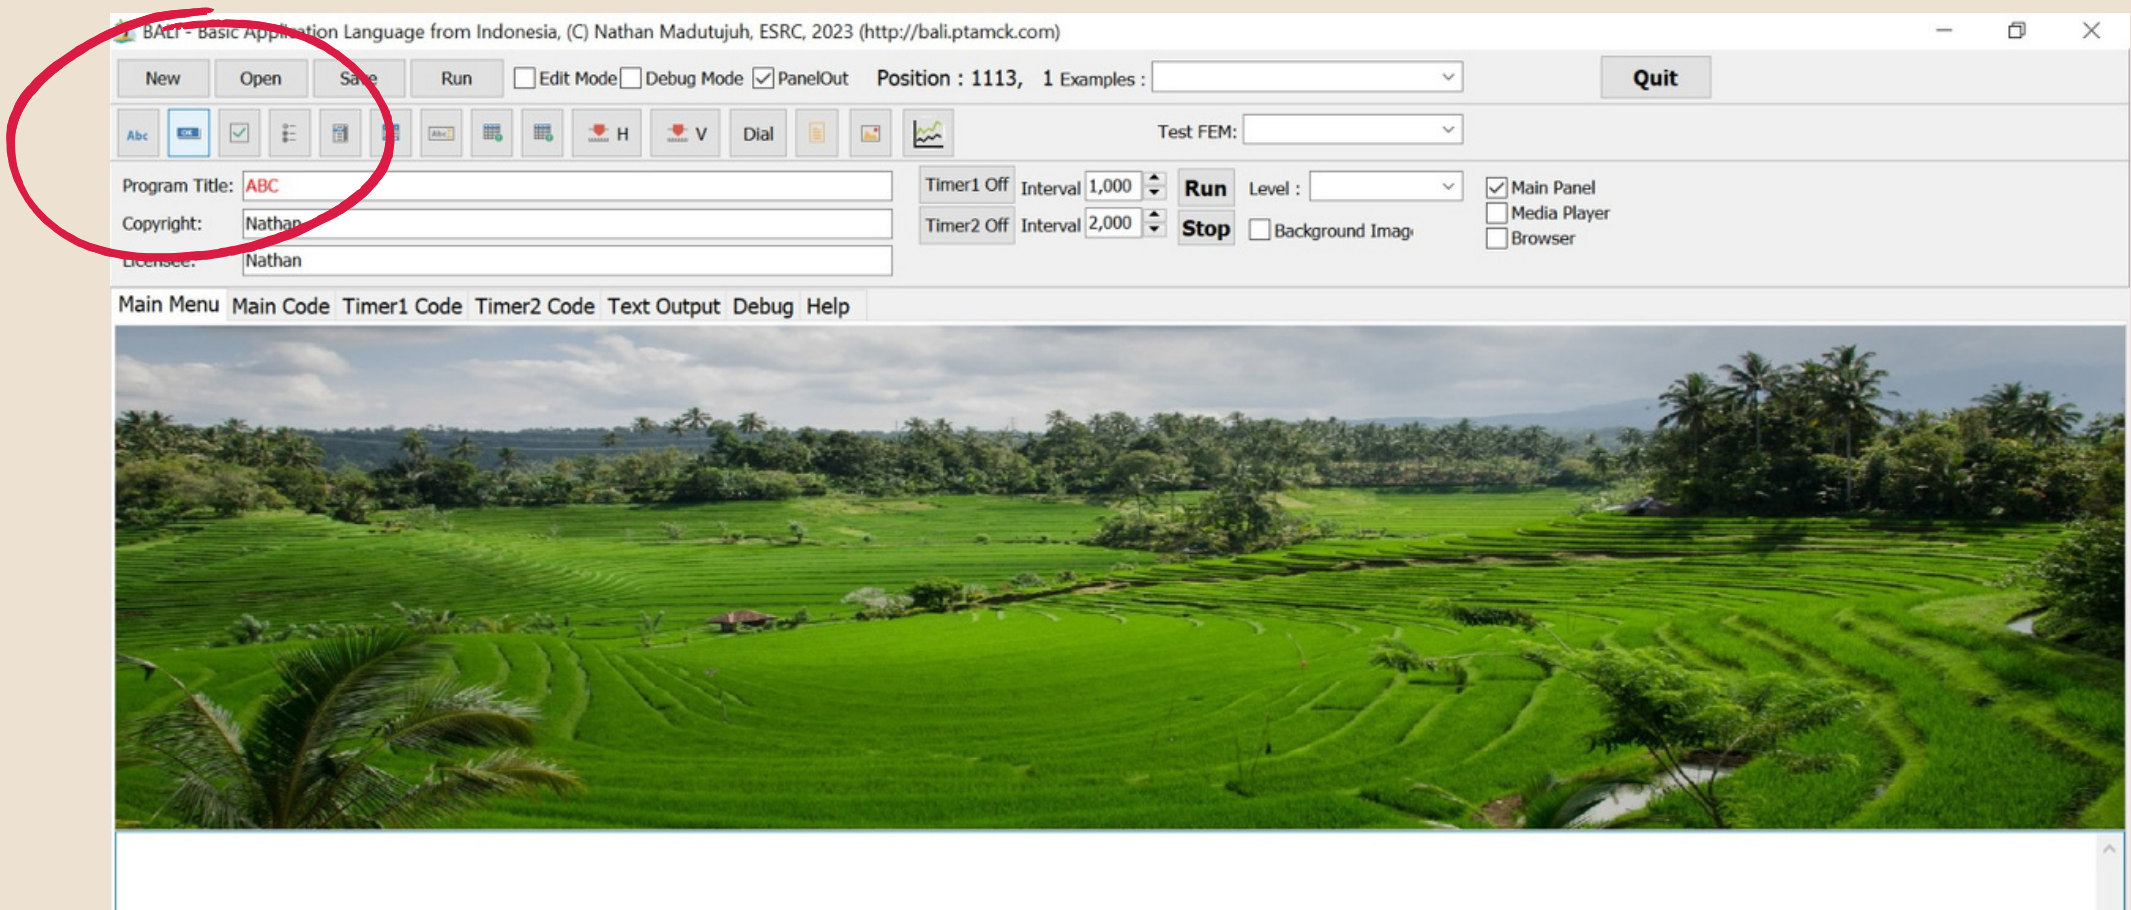 BALI - Basic Application Language from Indonesia, (C) Nathan Madutujuh, ESRC, 2023 (http://bali.ptamck.com)
New Open Save Run Edit Mode Debug Mode PanelOut Position : 1113, 1 Examples : Quit
Abc OK Abc H V Dial Test FEM:
Program Title: ABC Timer1 Off Interval 1,000 Run Level : Main Panel
Copyright: Nathan Timer2 Off Interval 2,000 Stop Background Imag Media Player
Browser
Licensee: Nathan
Main Menu Main Code Timer1 Code Timer2 Code Text Output Debug Help